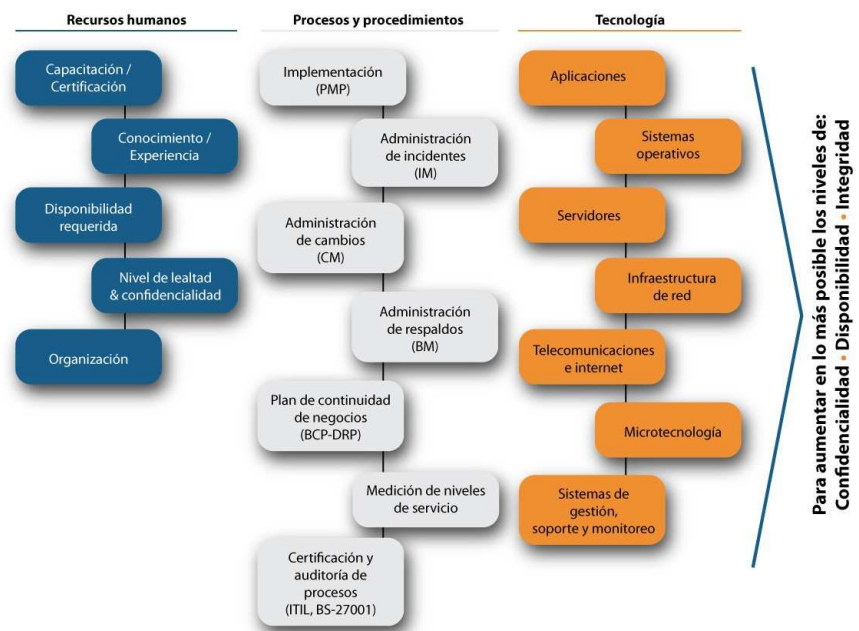 Recursos humanos
Capacitación /
Certificación
Conocimiento /
Experiencia
Disponibilidad
requerida
Nivel de lealtad
& confidencialidad
Organización
Procesos y procedimientos
Implementación
(PMP)
Administración
de incidentes
(IM)
Administración
de cambios
(CM)
Administración
de respaldos
(BM)
Plan de continuidad
de negocios
(BCP-DRP)
Medición de niveles
de servicio
Certificación y
auditoría de
procesos
(ITIL, BS-27001)
Tecnología
Aplicaciones
Sistemas
operativos
Servidores
Infraestructura
de red
Telecomunicaciones
e internet
Microtecnología
Sistemas de
gestión,
soporte y monitoreo
Para aumentar en lo más posible los niveles de:
Confidencialidad • Disponibilidad • Integridad